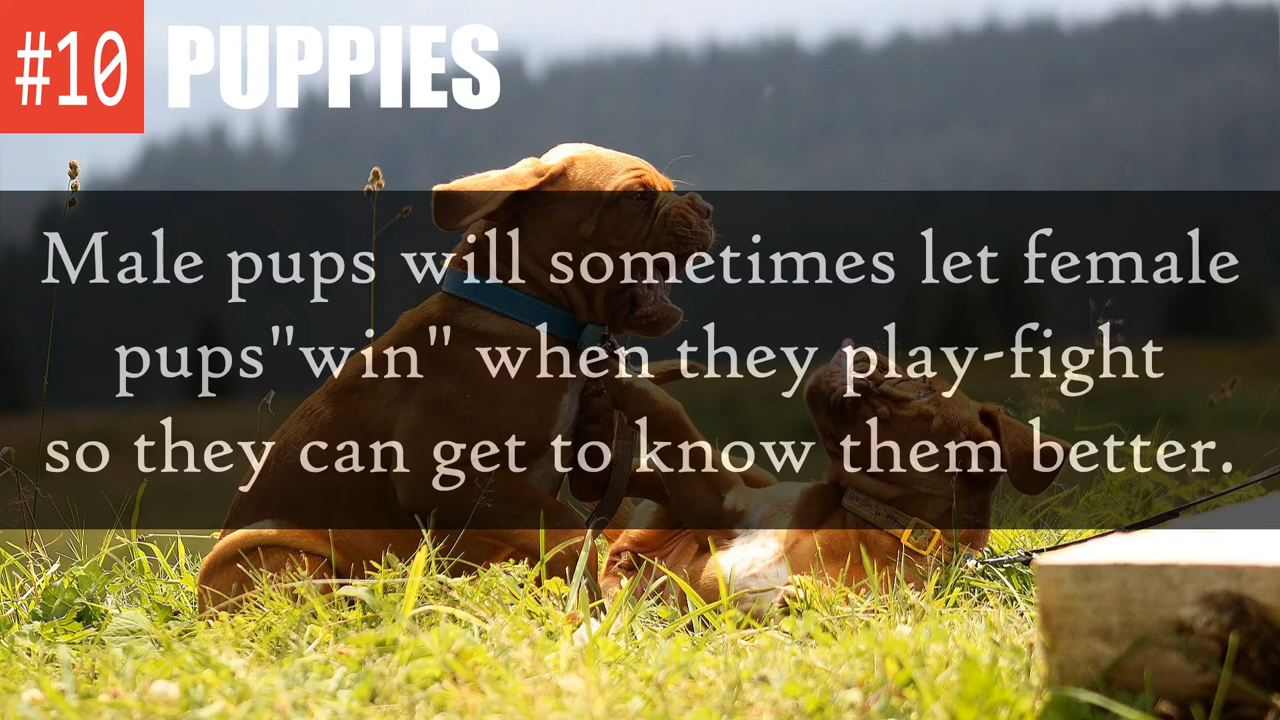 #10 PUPPIES
Male pups will sometimes let female
pups"win" when they play-fight
so they can get to know them better.